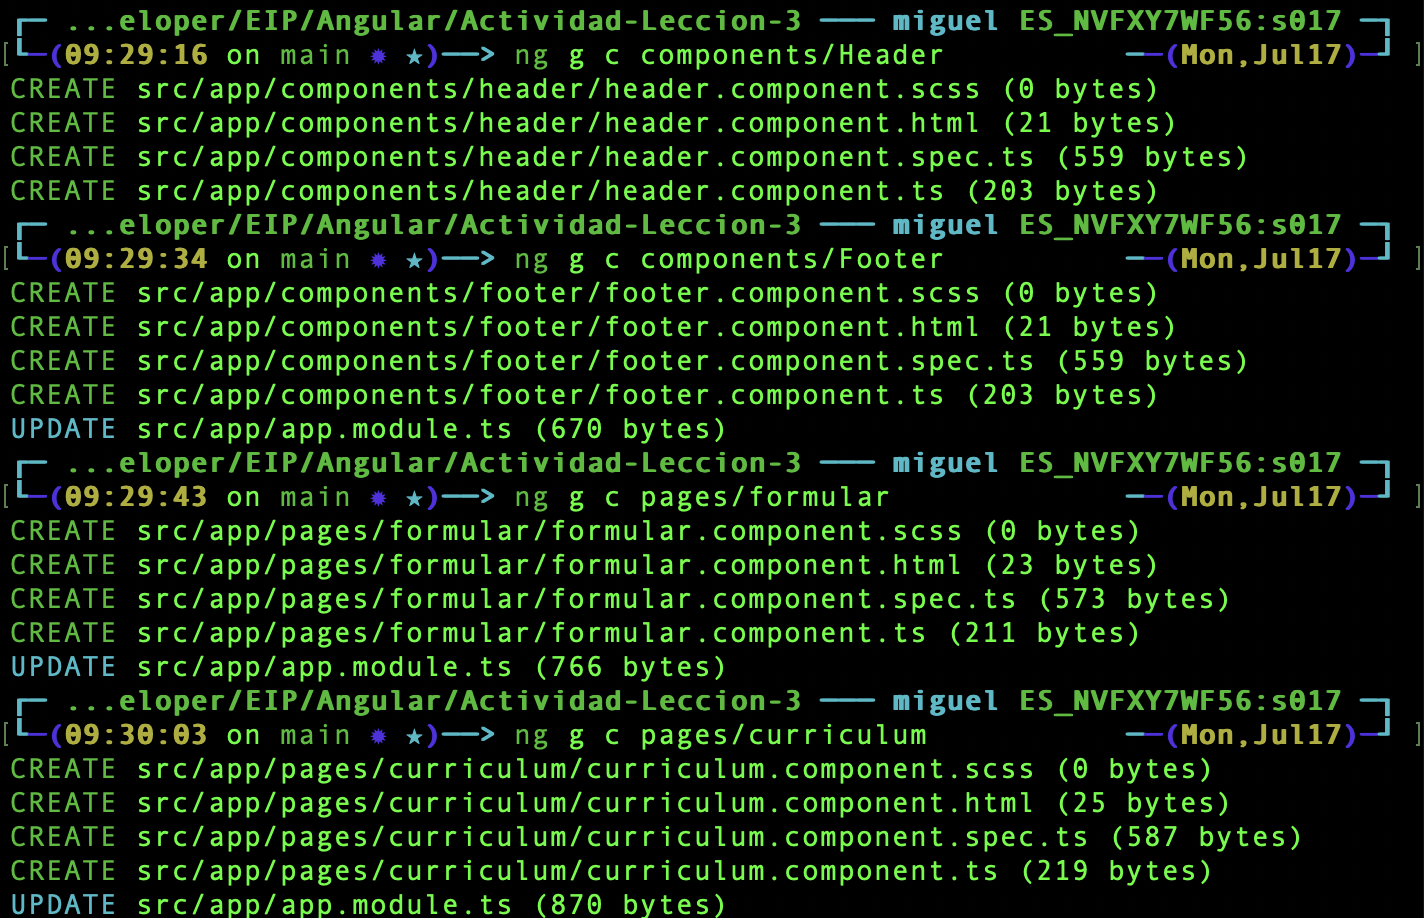 ...eloper/EIP/Angular/Actividad-Leccion-3 miguel ES_NVFXY7WF56:s017
[└─(09:29:16 on main ✹ ★)──> ng g c components/Header ──(Mon,Jul17)─┘ ]
CREATE src/app/components/header/header.component.scss (0 bytes)
CREATE src/app/components/header/header.component.html (21 bytes)
CREATE src/app/components/header/header.component.spec.ts (559 bytes)
CREATE src/app/components/header/header.component.ts (203 bytes)
...eloper/EIP/Angular/Actividad-Leccion-3 miguel ES_NVFXY7WF56:s017
[└─(09:29:34 on main ✹ ★)──> ng g c components/Footer ──(Mon,Jul17)─┘ ]
CREATE src/app/components/footer/footer.component.scss (0 bytes)
CREATE src/app/components/footer/footer.component.html (21 bytes)
CREATE src/app/components/footer/footer.component.spec.ts (559 bytes)
CREATE src/app/components/footer/footer.component.ts (203 bytes)
UPDATE src/app/app.module.ts (670 bytes)
...eloper/EIP/Angular/Actividad-Leccion-3 miguel ES_NVFXY7WF56:s017
[└─(09:29:43 on main ✹ ★)──> ng g c pages/formular ──(Mon,Jul17)─┘ ]
CREATE src/app/pages/formular/formular.component.scss (0 bytes)
CREATE src/app/pages/formular/formular.component.html (23 bytes)
CREATE src/app/pages/formular/formular.component.spec.ts (573 bytes)
CREATE src/app/pages/formular/formular.component.ts (211 bytes)
UPDATE src/app/app.module.ts (766 bytes)
...eloper/EIP/Angular/Actividad-Leccion-3 miguel ES_NVFXY7WF56:s017
[└─(09:30:03 on main ✹ ★)──> ng g c pages/curriculum ──(Mon,Jul17)─┘ ]
CREATE src/app/pages/curriculum/curriculum.component.scss (0 bytes)
CREATE src/app/pages/curriculum/curriculum.component.html (25 bytes)
CREATE src/app/pages/curriculum/curriculum.component.spec.ts (587 bytes)
CREATE src/app/pages/curriculum/curriculum.component.ts (219 bytes)
UPDATE src/app/app.module.ts (870 bytes)